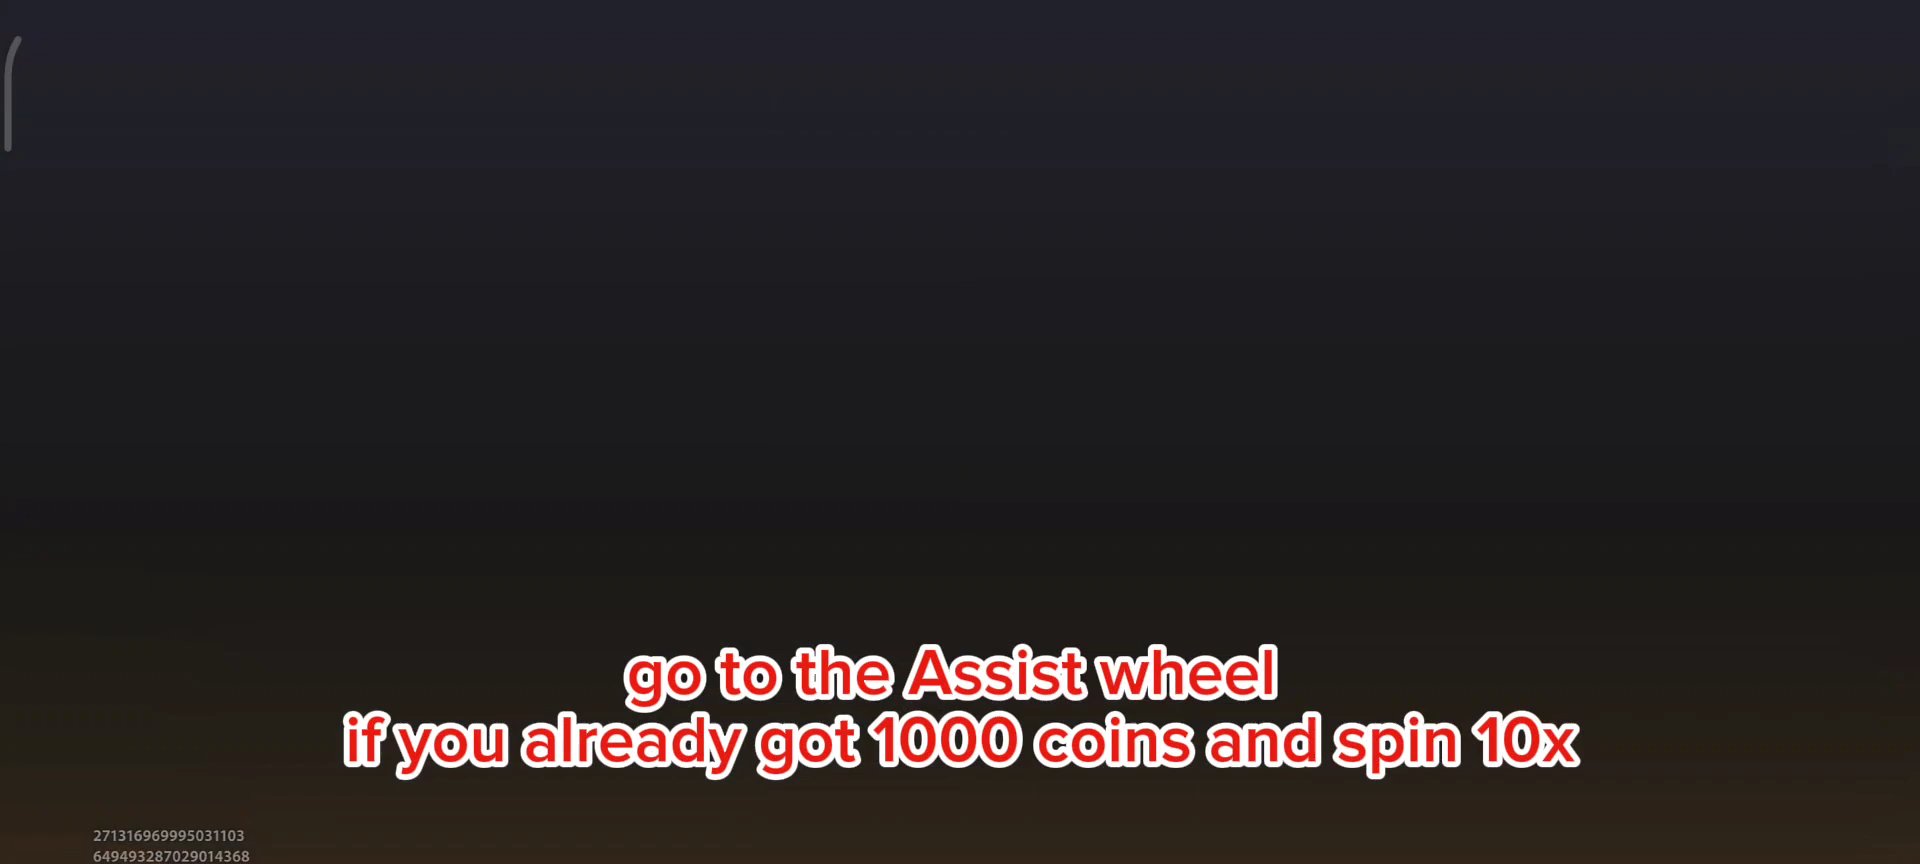 go to the Assist wheel
if you already got 1000 coins and spin 10x
271316969995031103
649493287029014368